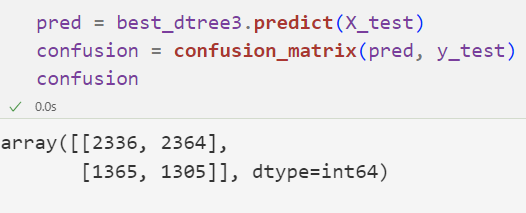 pred = best_dtree3.predict(X_test)
confusion = confusion_matrix(pred, y_test)
confusion
0.0s
array([[2336, 2364],
[1365, 1305]], dtype=int64)